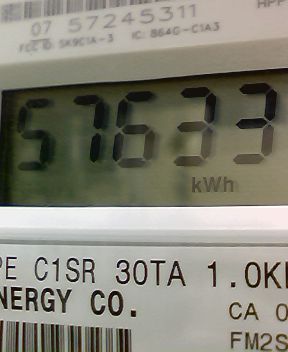 07 57245311
FCC ID: SK9C1A-3 IC: 864G-C1A3
57633
kWh
PE C1SR 30TA 1.0K
NERGY CO.
CA 0
FM2S